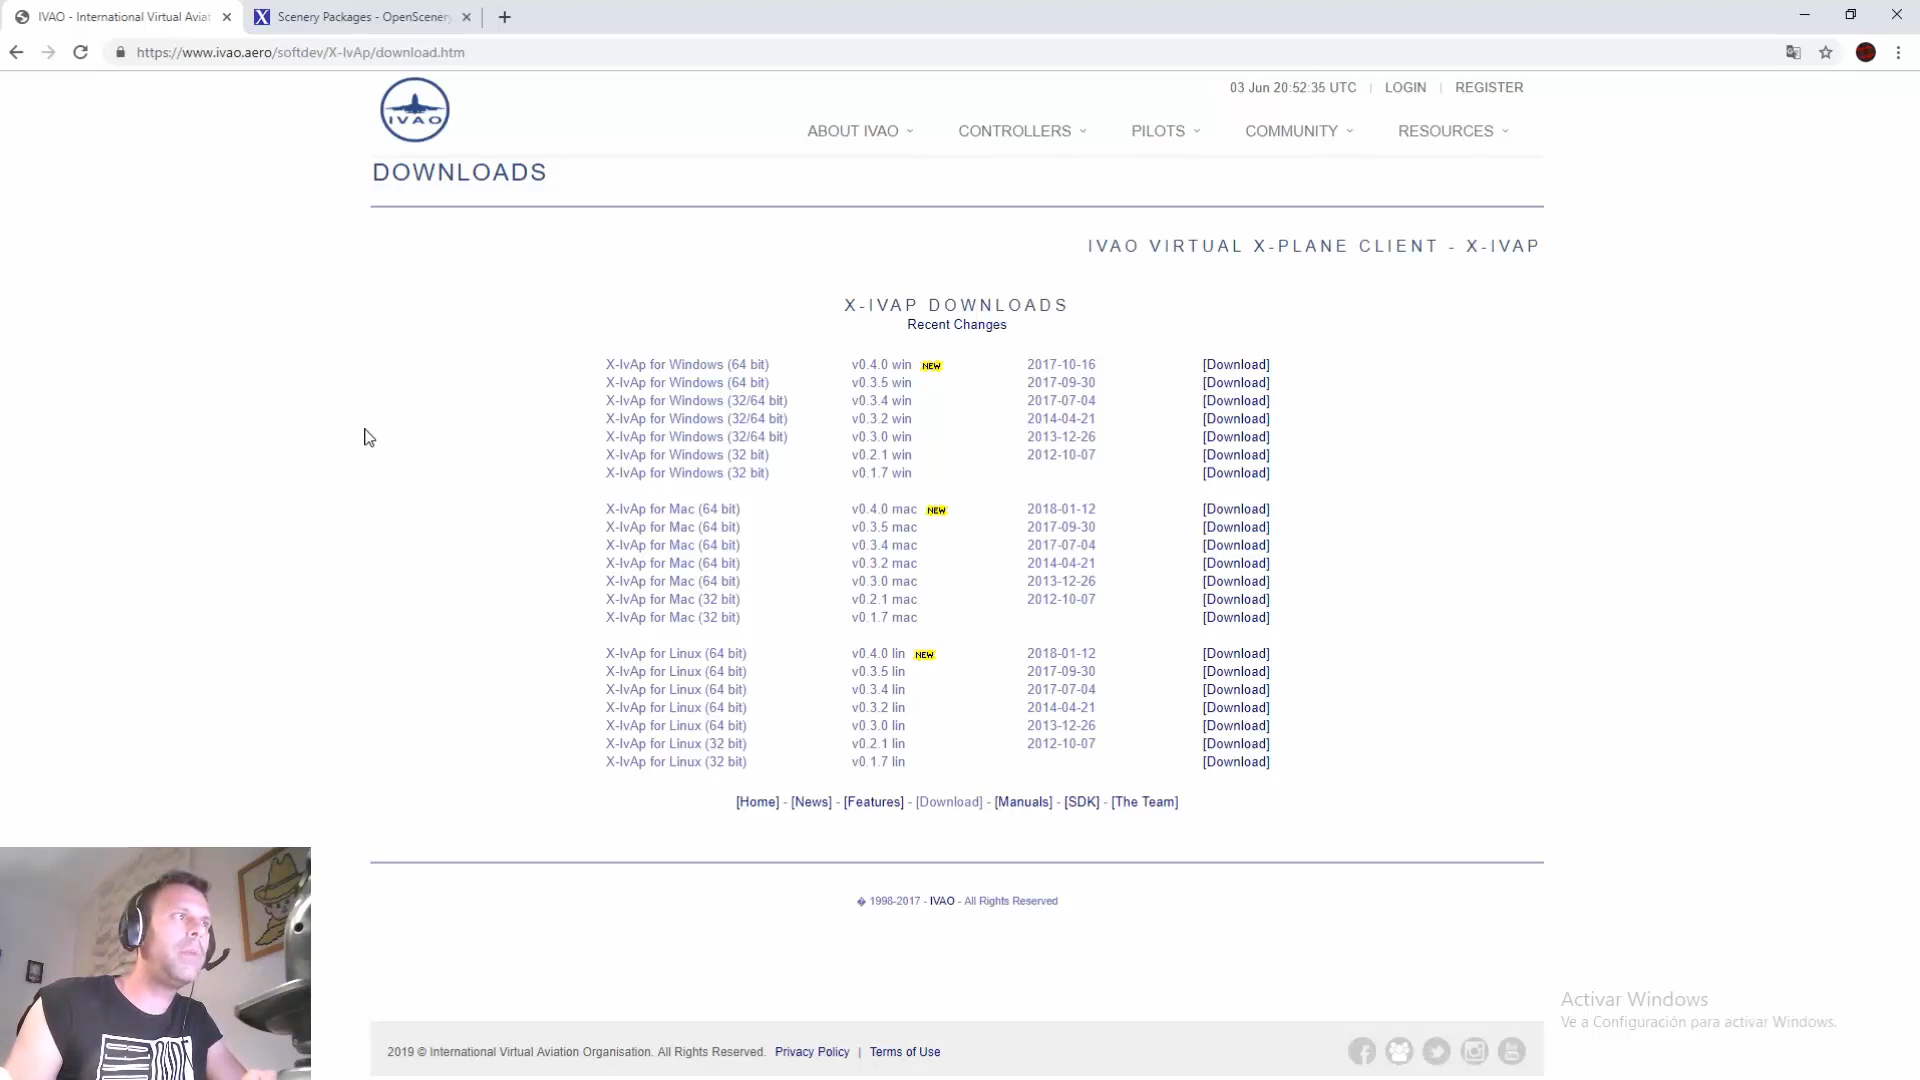 IVAO - International Virtual Aviat
Scenery Packages - OpenScenery
https://www.ivao.aero/softdev/X-IvAp/download.htm
IVAO
03 Jun 20:52:35 UTC | LOGIN | REGISTER
ABOUT IVAO CONTROLLERS PILOTS COMMUNITY RESOURCES
DOWNLOADS
IVAO VIRTUAL X-PLANE CLIENT - X-IVAP
X-IVAP DOWNLOADS
Recent Changes
X-IvAp for Windows (64 bit) v0.4.0 win NEW 2017-10-16 [Download]
X-IvAp for Windows (64 bit) v0.3.5 win 2017-09-30 [Download]
X-IvAp for Windows (32/64 bit) v0.3.4 win 2017-07-04 [Download]
X-IvAp for Windows (32/64 bit) v0.3.2 win 2014-04-21 [Download]
X-IvAp for Windows (32/64 bit) v0.3.0 win 2013-12-26 [Download]
X-IvAp for Windows (32 bit) v0.2.1 win 2012-10-07 [Download]
X-IvAp for Windows (32 bit) v0.1.7 win [Download]
X-IvAp for Mac (64 bit) v0.4.0 mac NEW 2018-01-12 [Download]
X-IvAp for Mac (64 bit) v0.3.5 mac 2017-09-30 [Download]
X-IvAp for Mac (64 bit) v0.3.4 mac 2017-07-04 [Download]
X-IvAp for Mac (64 bit) v0.3.2 mac 2014-04-21 [Download]
X-IvAp for Mac (64 bit) v0.3.0 mac 2013-12-26 [Download]
X-IvAp for Mac (32 bit) v0.2.1 mac 2012-10-07 [Download]
X-IvAp for Mac (32 bit) v0.1.7 mac [Download]
X-IvAp for Linux (64 bit) v0.4.0 lin NEW 2018-01-12 [Download]
X-IvAp for Linux (64 bit) v0.3.5 lin 2017-09-30 [Download]
X-IvAp for Linux (64 bit) v0.3.4 lin 2017-07-04 [Download]
X-IvAp for Linux (64 bit) v0.3.2 lin 2014-04-21 [Download]
X-IvAp for Linux (64 bit) v0.3.0 lin 2013-12-26 [Download]
X-IvAp for Linux (32 bit) v0.2.1 lin 2012-10-07 [Download]
X-IvAp for Linux (32 bit) v0.1.7 lin [Download]
[Home] - [News] - [Features] - [Download] - [Manuals] - [SDK] - [The Team]
� 1998-2017 - IVAO - All Rights Reserved
Activar Windows
Ve a Configuración para activar Windows.
2019 © International Virtual Aviation Organisation. All Rights Reserved. Privacy Policy | Terms of Use